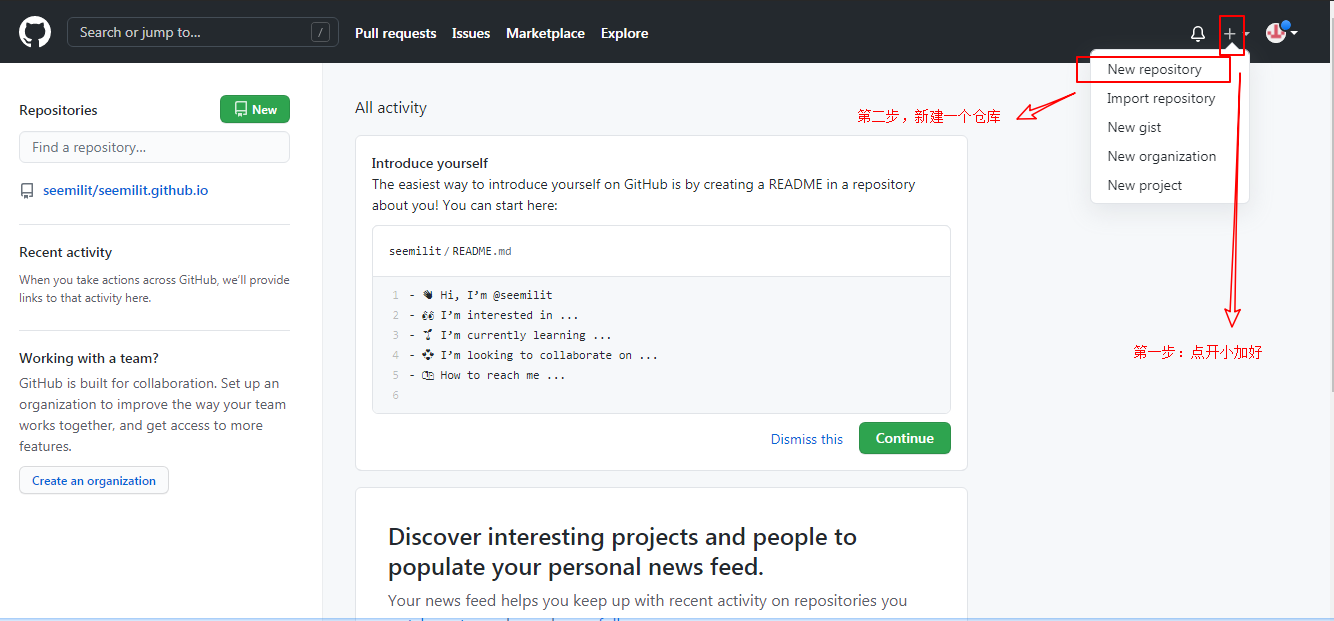 Search or jump to...
/
Pull requests
Issues
Marketplace
Explore
New repository
Import repository
New gist
New organization
New project
第二步，新建一个仓库
第一步：点开小加好
Repositories
New
Find a repository...
seemilit/seemilit.github.io
Recent activity
When you take actions across GitHub, we'll provide
links to that activity here.
Working with a team?
GitHub is built for collaboration. Set up an
organization to improve the way your team
works together, and get access to more
features.
Create an organization
All activity
Introduce yourself
The easiest way to introduce yourself on GitHub is by creating a README in a repository
about you! You can start here:
seemilit / README.md
1 - 👋 Hi, I'm @seemilit
2 - 👀 I'm interested in ...
3 - 🌱 I'm currently learning ...
4 - 💞️ I'm looking to collaborate on ...
5 - 📫 How to reach me ...
6
Dismiss this
Continue
Discover interesting projects and people to
populate your personal news feed.
Your news feed helps you keep up with recent activity on repositories you